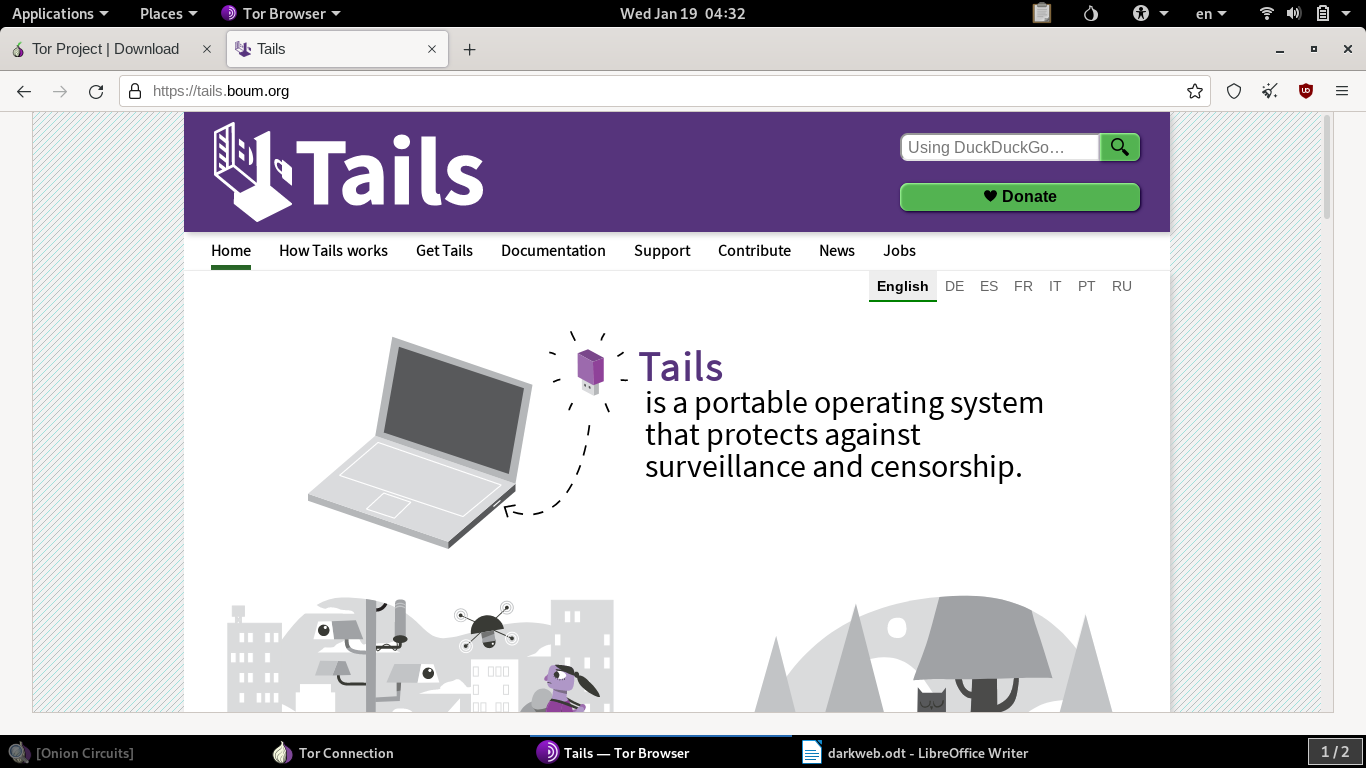 Applications Places Tor Browser Wed Jan 19 04:32 en
Tor Project | Download Tails
https://tails.boum.org
Tails
Using DuckDuckGo…
Donate
Home How Tails works Get Tails Documentation Support Contribute News Jobs
English DE ES FR IT PT RU
Tails
is a portable operating system
that protects against
surveillance and censorship.
[Onion Circuits] Tor Connection Tails — Tor Browser darkweb.odt - LibreOffice Writer 1 / 2